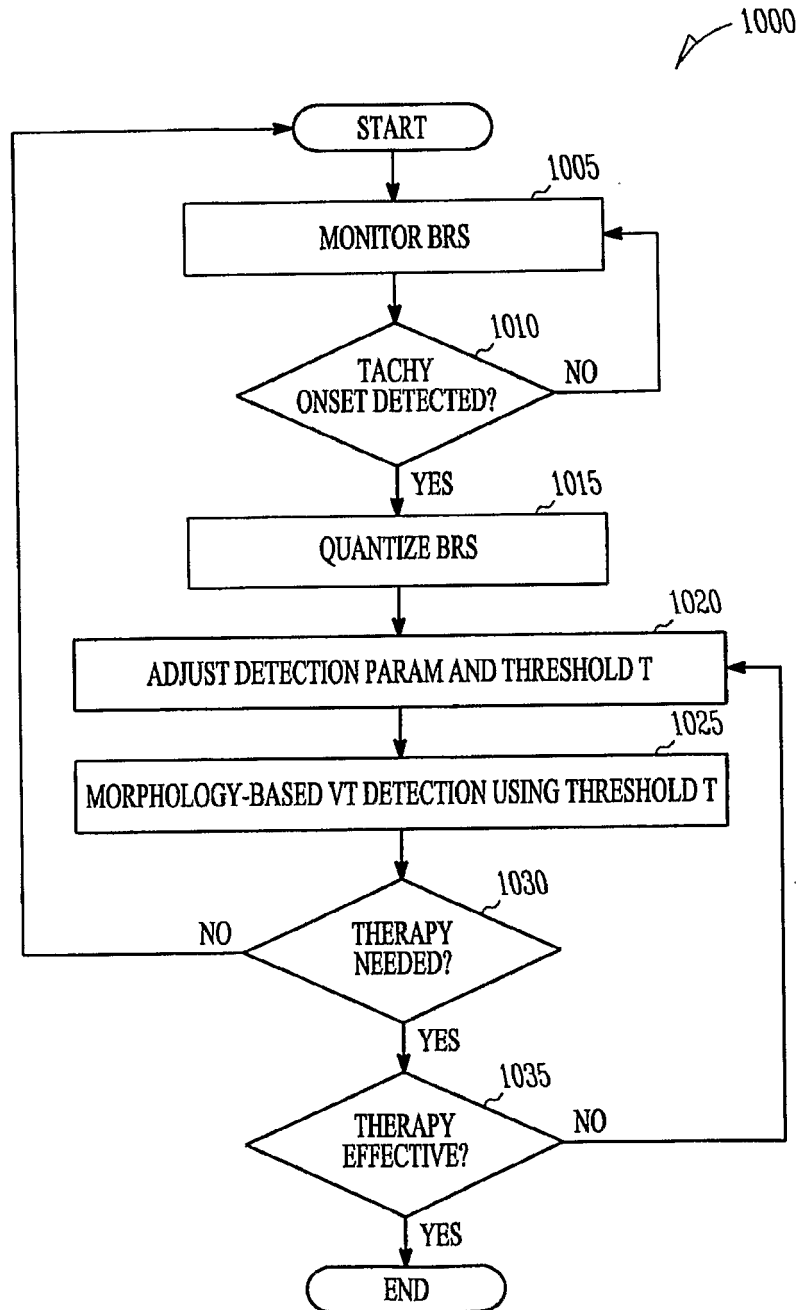 1000
START
1005
MONITOR BRS
1010
TACHY
ONSET DETECTED?
NO
YES
1015
QUANTIZE BRS
1020
ADJUST DETECTION PARAM AND THRESHOLD T
1025
MORPHOLOGY-BASED VT DETECTION USING THRESHOLD T
1030
NO
THERAPY
NEEDED?
YES
1035
THERAPY
EFFECTIVE?
NO
YES
END